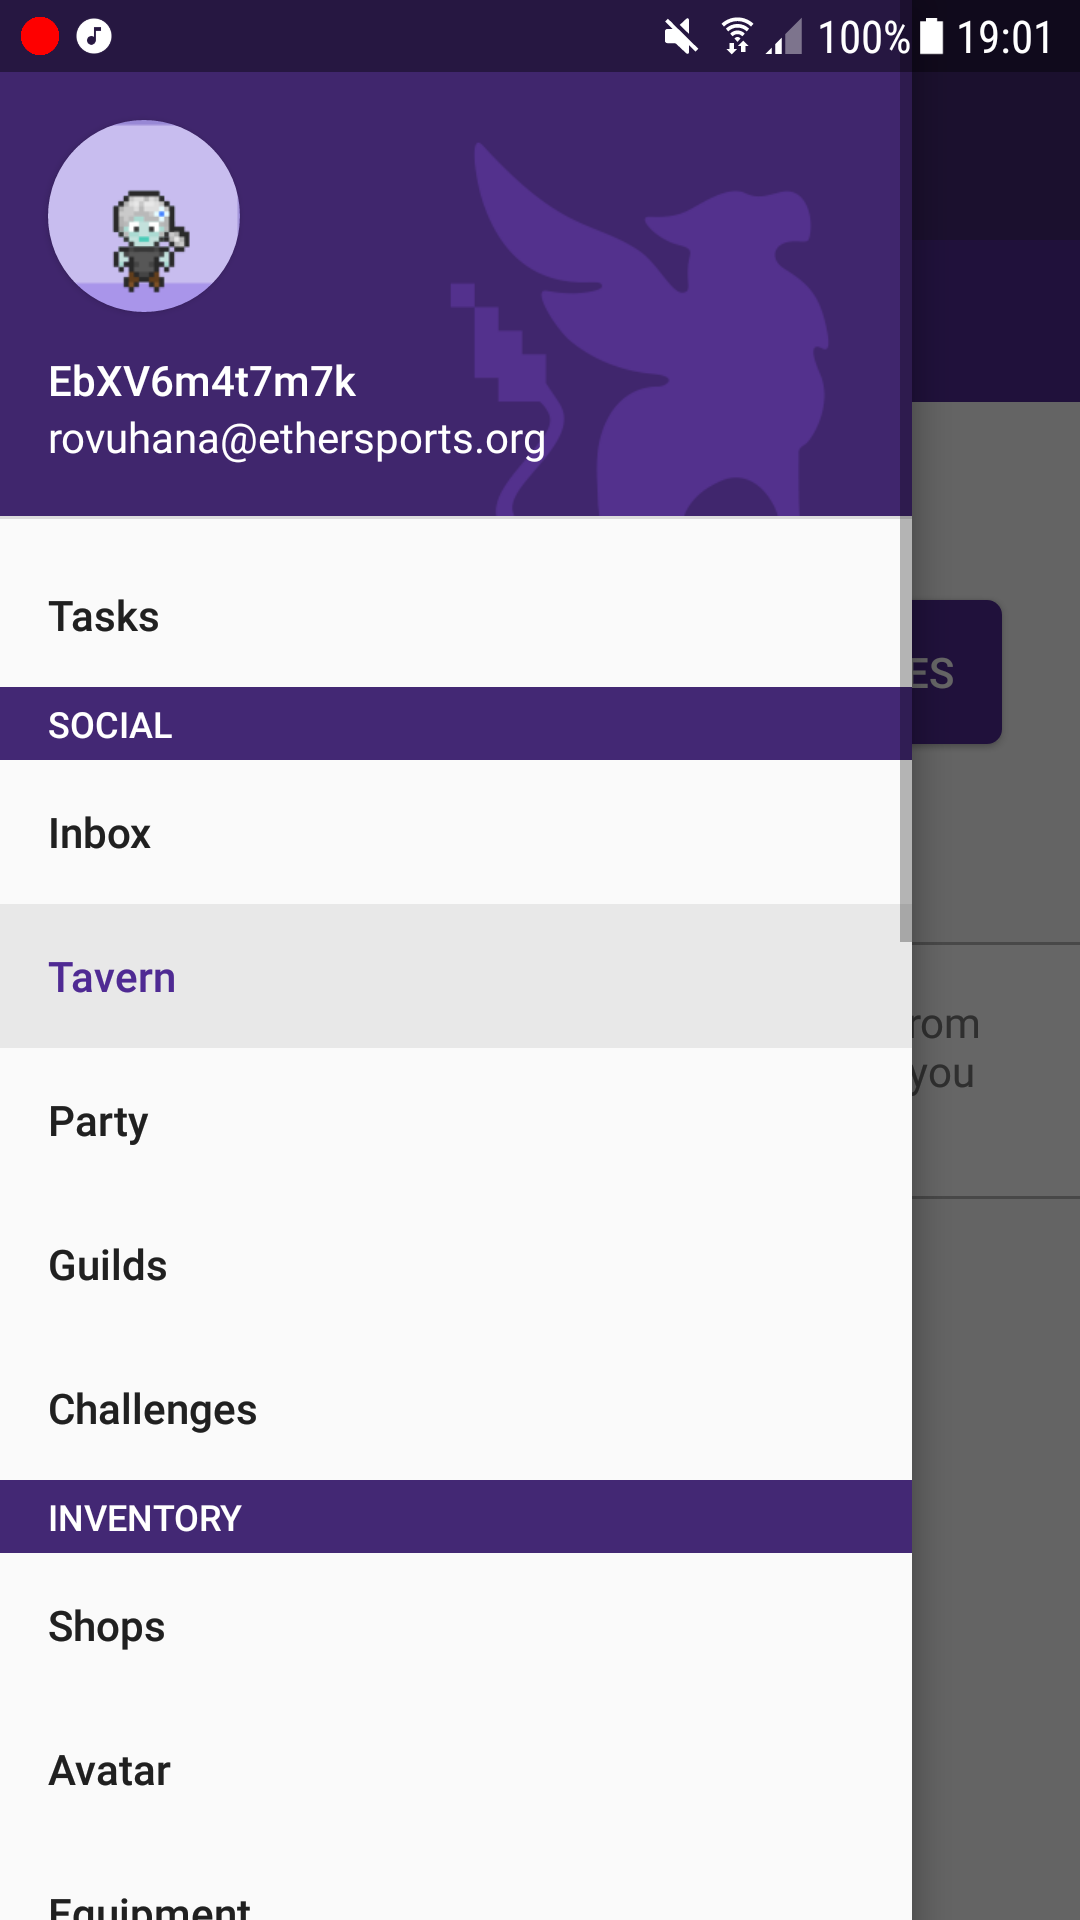 100% 19:01
EbXV6m4t7m7k
rovuhana@ethersports.org
Tasks
SOCIAL
Inbox
Tavern
Party
Guilds
Challenges
INVENTORY
Shops
Avatar
Equipment
ES
rom
you